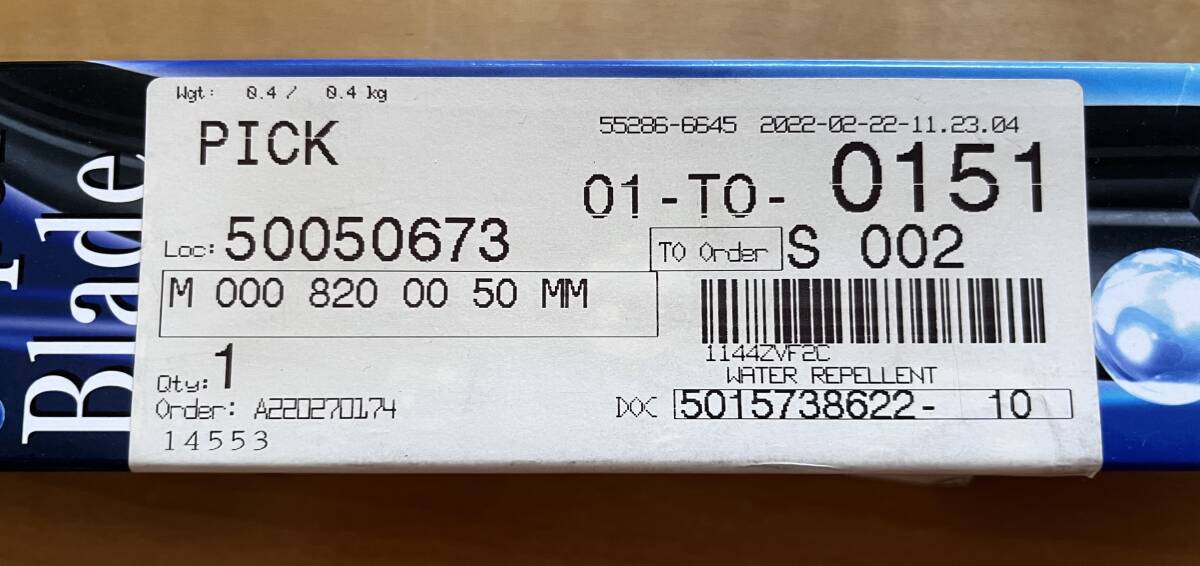 Wgt: 0.4 / 0.4 kg
PICK
55286-6645 2022-02-22-11.23.04
01-TO- 0151
Loc: 50050673
TO Order S 002
M 000 820 00 50 MM
1144ZVF2C
WATER REPELLENT
Qty: 1
Order: A220270174
DOC 5015738622- 10
14553
Blade